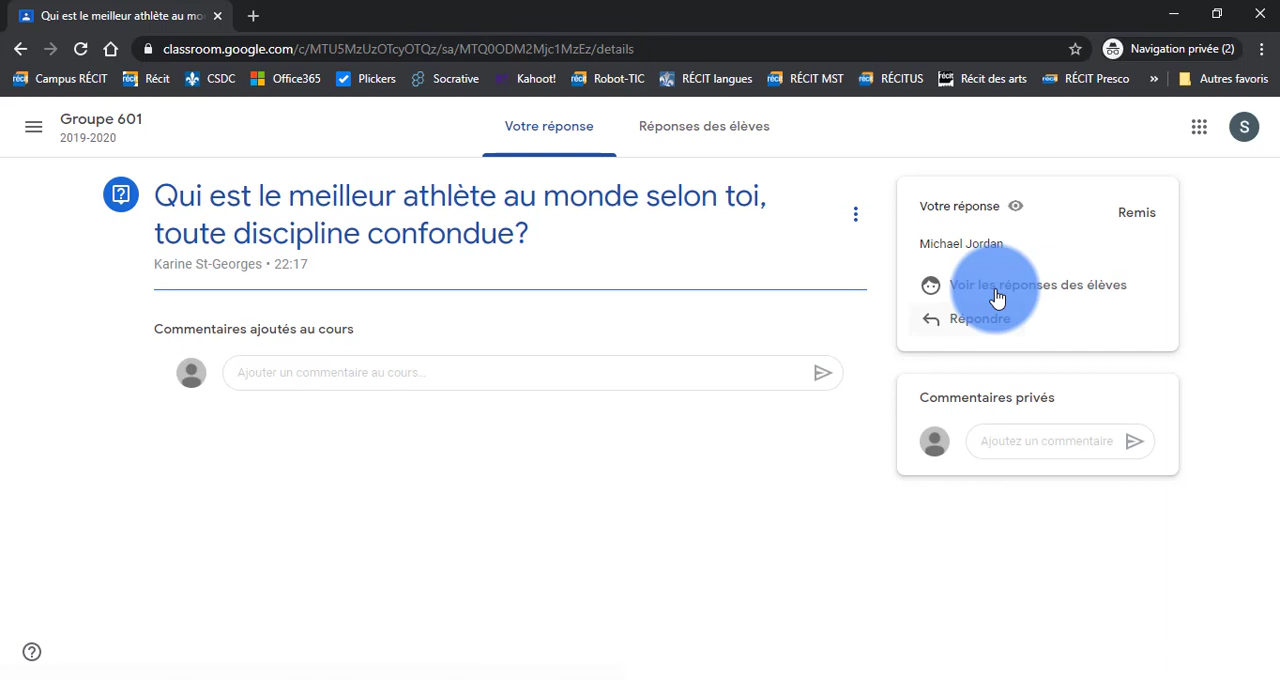 Qui est le meilleur athlète au mo
classroom.google.com/c/MTU5MzUzOTcyOTQz/sa/MTQ0ODM2Mjc1MzEz/details
Navigation privée (2)
Campus RÉCIT
Récit
CSDC
Office365
Plickers
Socrative
Kahoot!
Robot-TIC
RÉCIT langues
RÉCIT MST
RÉCITUS
Récit des arts
RÉCIT Presco
»
Autres favoris
Groupe 601
2019-2020
Votre réponse
Réponses des élèves
S
Qui est le meilleur athlète au monde selon toi,
toute discipline confondue?
Karine St-Georges • 22:17
Commentaires ajoutés au cours
Ajouter un commentaire au cours...
Votre réponse
Remis
Michael Jordan
Voir les réponses des élèves
Répondre
Commentaires privés
Ajoutez un commentaire